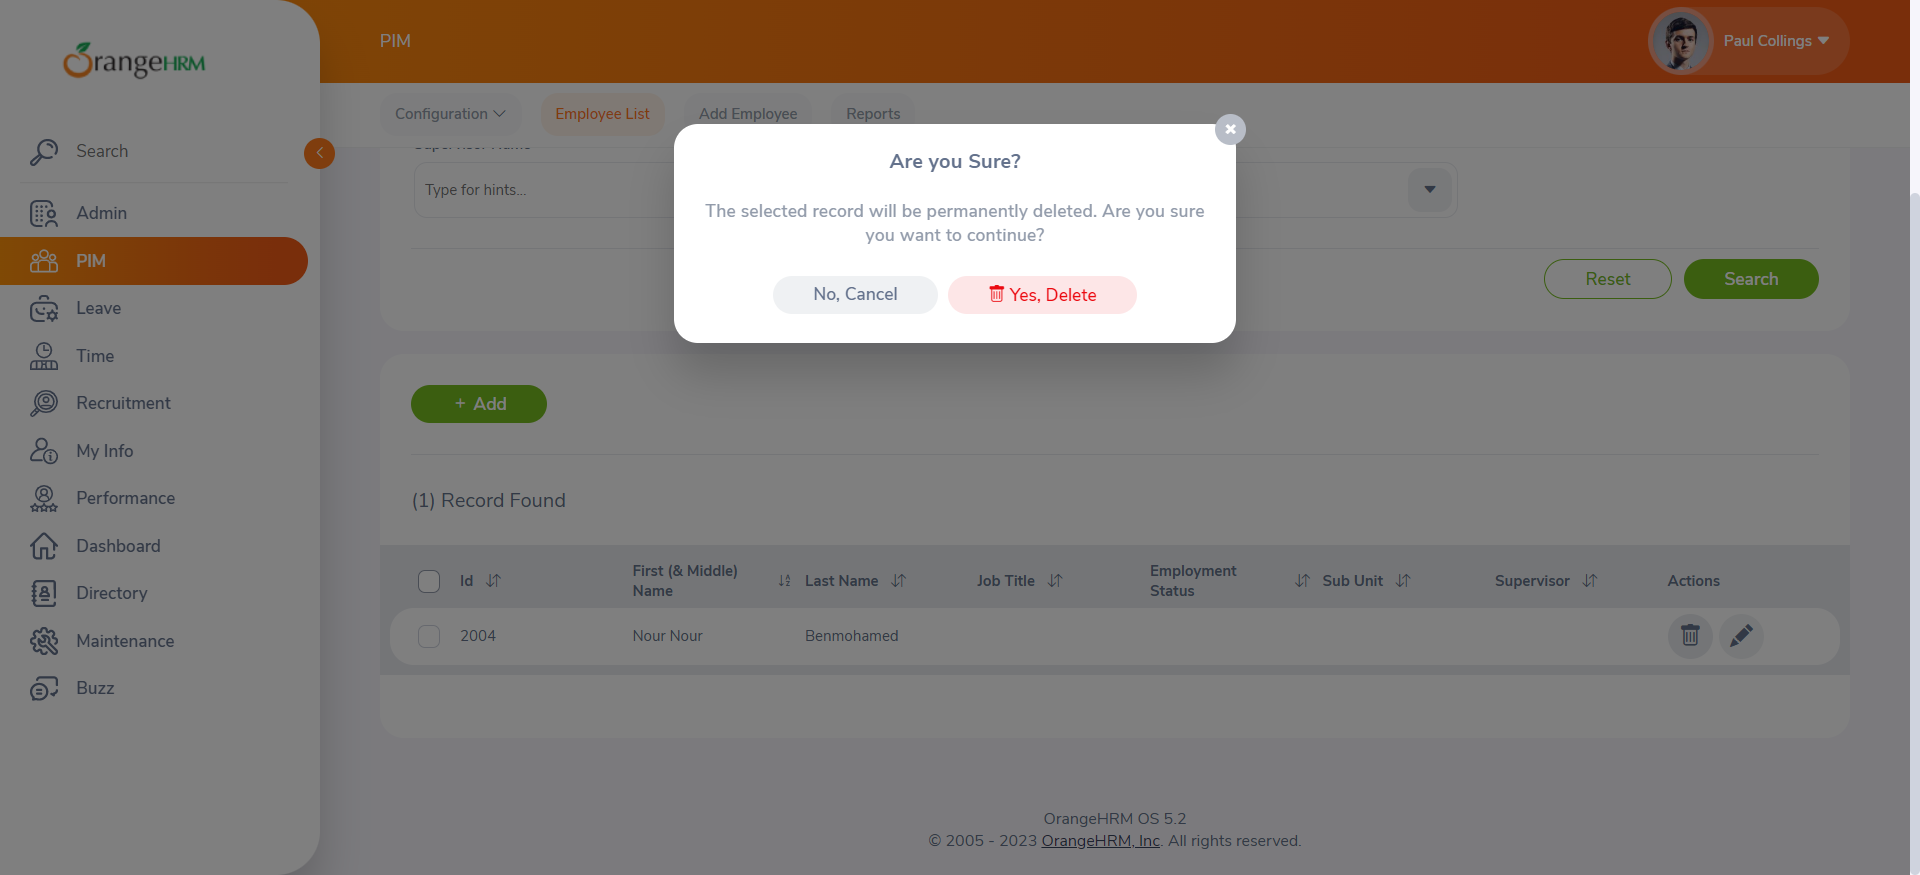 OrangeHRM
PIM
Paul Collings
Configuration
Employee List
Add Employee
Reports
Search
Admin
PIM
Leave
Time
Recruitment
My Info
Performance
Dashboard
Directory
Maintenance
Buzz
Type for hints...
Are you Sure?
The selected record will be permanently deleted. Are you sure
you want to continue?
No, Cancel
Yes, Delete
Reset
Search
+ Add
(1) Record Found
Id
First (& Middle)
Name
Last Name
Job Title
Employment
Status
Sub Unit
Supervisor
Actions
2004
Nour Nour
Benmohamed
OrangeHRM OS 5.2
© 2005 - 2023 OrangeHRM, Inc. All rights reserved.